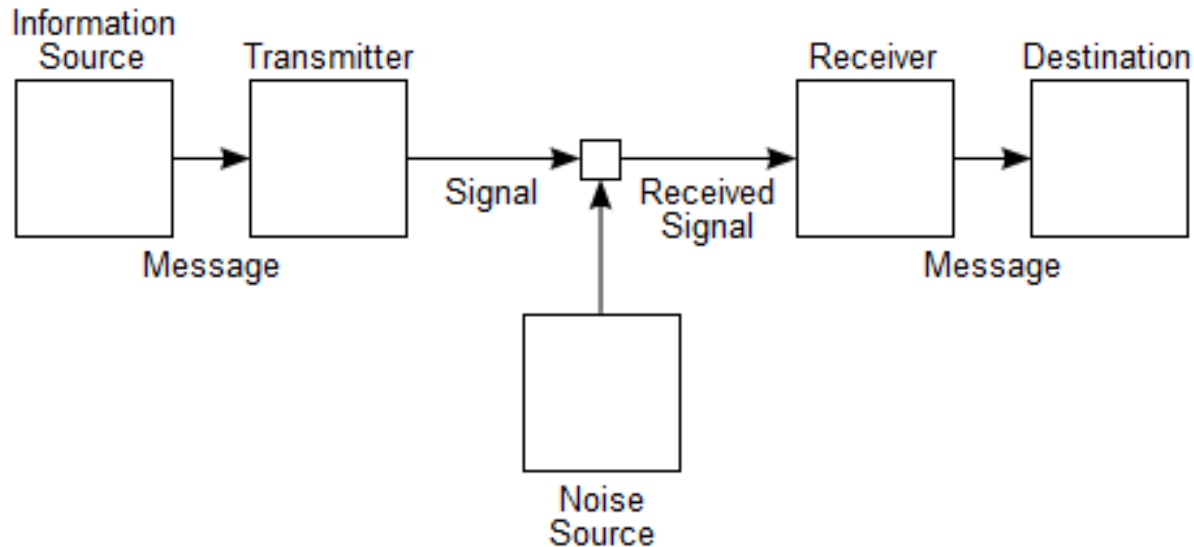 Information
Source
Transmitter
Receiver
Destination
Signal
Received
Signal
Message
Message
Noise
Source